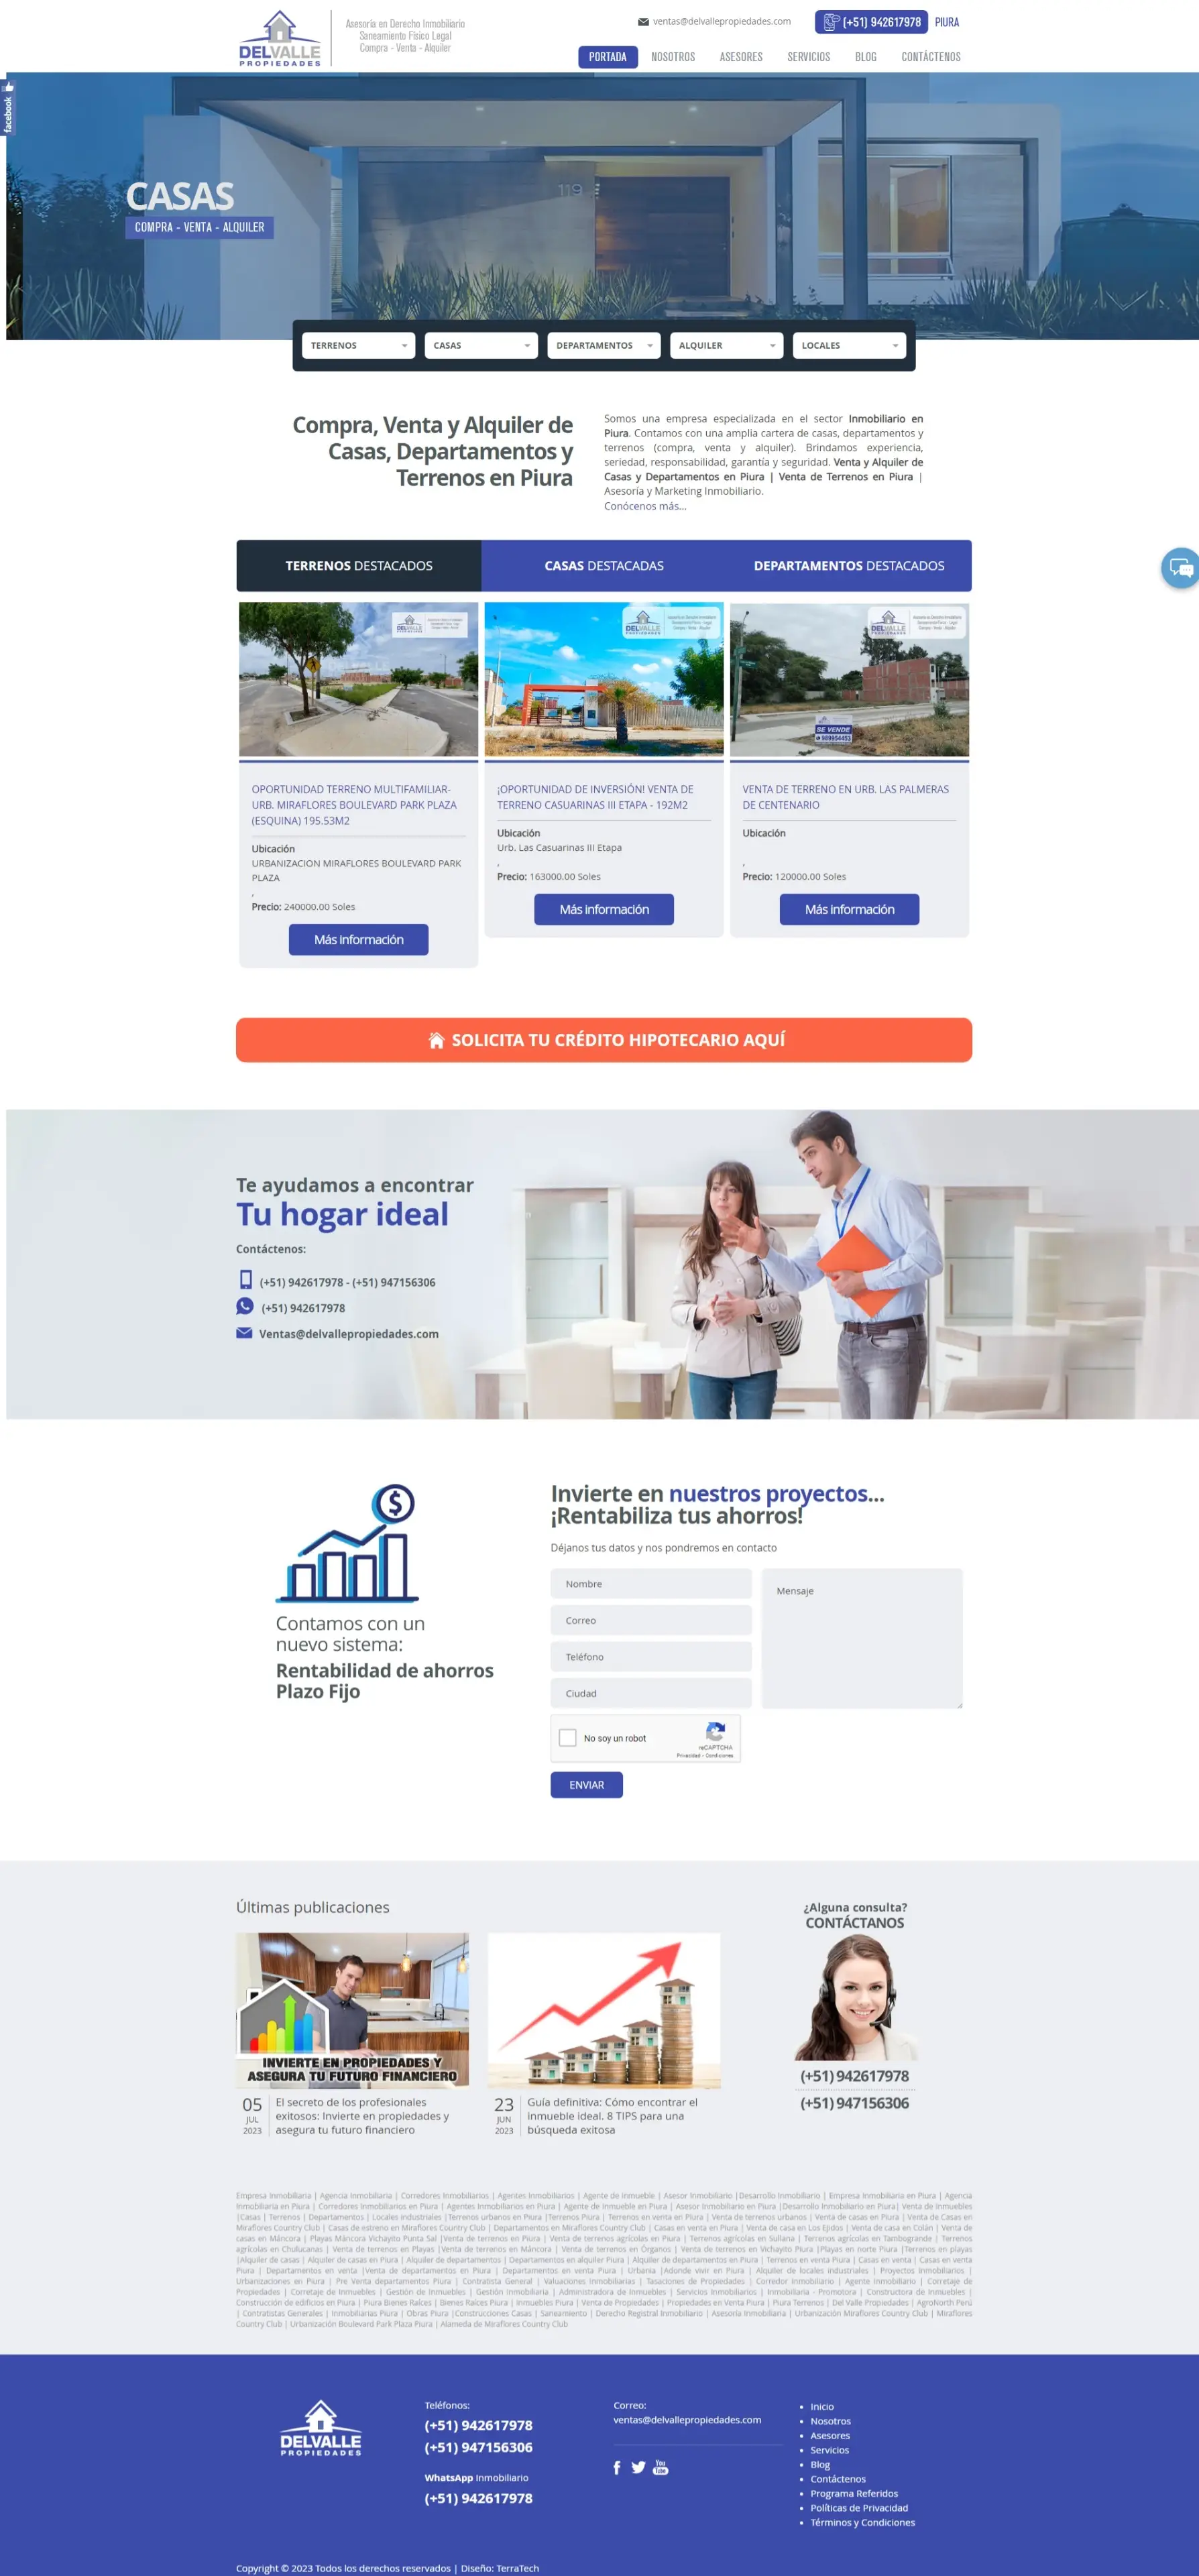 DELVALLE
PROPIEDADES
Asesoría en Derecho Inmobiliario
Saneamiento Físico Legal
Compra - Venta - Alquiler
ventas@delvallepropiedades.com
(+51) 942617978
PIURA
PORTADA
NOSOTROS
ASESORES
SERVICIOS
BLOG
CONTÁCTENOS
facebook
119
CASAS
COMPRA - VENTA - ALQUILER
TERRENOS
CASAS
DEPARTAMENTOS
ALQUILER
LOCALES
Compra, Venta y Alquiler de
Casas, Departamentos y
Terrenos en Piura
Somos una empresa especializada en el sector Inmobiliario en
Piura. Contamos con una amplia cartera de casas, departamentos y
terrenos (compra, venta y alquiler). Brindamos experiencia,
seriedad, responsabilidad, garantía y seguridad. Venta y Alquiler de
Casas y Departamentos en Piura | Venta de Terrenos en Piura |
Asesoría y Marketing Inmobiliario.
Conócenos más...
TERRENOS DESTACADOS
CASAS DESTACADAS
DEPARTAMENTOS DESTACADOS
DELVALLE
DELVALLE
DELVALLE
SE VENDE
989954453
OPORTUNIDAD TERRENO MULTIFAMILIAR-
URB. MIRAFLORES BOULEVARD PARK PLAZA
(ESQUINA) 195.53M2
Ubicación
URBANIZACION MIRAFLORES BOULEVARD PARK
PLAZA
,
Precio: 240000.00 Soles
Más información
¡OPORTUNIDAD DE INVERSIÓN! VENTA DE
TERRENO CASUARINAS III ETAPA - 192M2
Ubicación
Urb. Las Casuarinas III Etapa
,
Precio: 163000.00 Soles
Más información
VENTA DE TERRENO EN URB. LAS PALMERAS
DE CENTENARIO
Ubicación
,
Precio: 120000.00 Soles
Más información
SOLICITA TU CRÉDITO HIPOTECARIO AQUÍ
Te ayudamos a encontrar
Tu hogar ideal
Contáctenos:
(+51) 942617978 - (+51) 947156306
(+51) 942617978
Ventas@delvallepropiedades.com
Contamos con un
nuevo sistema:
Rentabilidad de ahorros
Plazo Fijo
Invierte en nuestros proyectos...
¡Rentabiliza tus ahorros!
Déjanos tus datos y nos pondremos en contacto
Nombre
Correo
Teléfono
Ciudad
Mensaje
No soy un robot
reCAPTCHA
Privacidad - Condiciones
ENVIAR
Últimas publicaciones
INVIERTE EN PROPIEDADES Y
ASEGURA TU FUTURO FINANCIERO
05
JUL
2023
El secreto de los profesionales
exitosos: Invierte en propiedades y
asegura tu futuro financiero
23
JUN
2023
Guía definitiva: Cómo encontrar el
inmueble ideal. 8 TIPS para una
búsqueda exitosa
¿Alguna consulta?
CONTÁCTANOS
(+51) 942617978
(+51) 947156306
Empresa Inmobiliaria | Agencia Inmobiliaria | Corredores Inmobiliarios | Agentes Inmobiliarios | Agente de inmueble | Asesor Inmobiliario |Desarrollo Inmobiliario | Empresa Inmobiliaria en Piura | Agencia
Inmobiliaria en Piura | Corredores Inmobiliarios en Piura | Agentes Inmobiliarios en Piura | Agente de Inmueble en Piura | Asesor Inmobiliario en Piura |Desarrollo Inmobiliario en Piura| Venta de Inmuebles
|Casas | Terrenos | Departamentos | Locales industriales |Terrenos urbanos en Piura |Terrenos Piura | Terrenos en venta en Piura | Venta de terrenos urbanos | Venta de casas en Piura | Venta de Casas en
Miraflores Country Club | Casas de estreno en Miraflores Country Club | Departamentos en Miraflores Country Club | Casas en venta en Piura | Venta de casa en Los Ejidos | Venta de casa en Colán | Venta de
casas en Máncora | Playas Máncora Vichayito Punta Sal |Venta de terrenos en Piura | Venta de terrenos agrícolas en Piura | Terrenos agrícolas en Sullana | Terrenos agrícolas en Tambogrande | Terrenos
agrícolas en Chulucanas | Venta de terrenos en Playas |Venta de terrenos en Máncora | Venta de terrenos en Órganos | Venta de terrenos en Vichayito Piura |Playas en norte Piura |Terrenos en playas
|Alquiler de casas | Alquiler de casas en Piura | Alquiler de departamentos | Departamentos en alquiler Piura | Alquiler de departamentos en Piura | Terrenos en venta Piura | Casas en venta | Casas en venta
Piura | Departamentos en venta |Venta de departamentos en Piura | Departamentos en venta Piura | Urbania |Adonde vivir en Piura | Alquiler de locales industriales | Proyectos Inmobiliarios |
Urbanizaciones en Piura | Pre Venta departamentos Piura | Contratista General | Valuaciones Inmobiliarias | Tasaciones de Propiedades | Corredor Inmobiliario | Agente Inmobiliario | Corretaje de
Propiedades | Corretaje de Inmuebles | Gestión de Inmuebles | Gestión Inmobiliaria | Administradora de Inmuebles | Servicios Inmobiliarios | Inmobiliaria - Promotora | Constructora de Inmuebles |
Construcción de edificios en Piura | Piura Bienes Raíces | Bienes Raíces Piura | Inmuebles Piura | Venta de Propiedades | Propiedades en Venta Piura | Piura Terrenos | Del Valle Propiedades | AgroNorth Perú
| Contratistas Generales | Inmobiliarias Piura | Obras Piura |Construcciones Casas | Saneamiento | Derecho Registral Inmobiliario | Asesoría Inmobiliaria | Urbanización Miraflores Country Club | Miraflores
Country Club | Urbanización Boulevard Park Plaza Piura | Alameda de Miraflores Country Club
DELVALLE
PROPIEDADES
Teléfonos:
(+51) 942617978
(+51) 947156306
WhatsApp Inmobiliario
(+51) 942617978
Correo:
ventas@delvallepropiedades.com
You
Tube
Inicio
Nosotros
Asesores
Servicios
Blog
Contáctenos
Programa Referidos
Políticas de Privacidad
Términos y Condiciones
Copyright © 2023 Todos los derechos reservados | Diseño: TerraTech